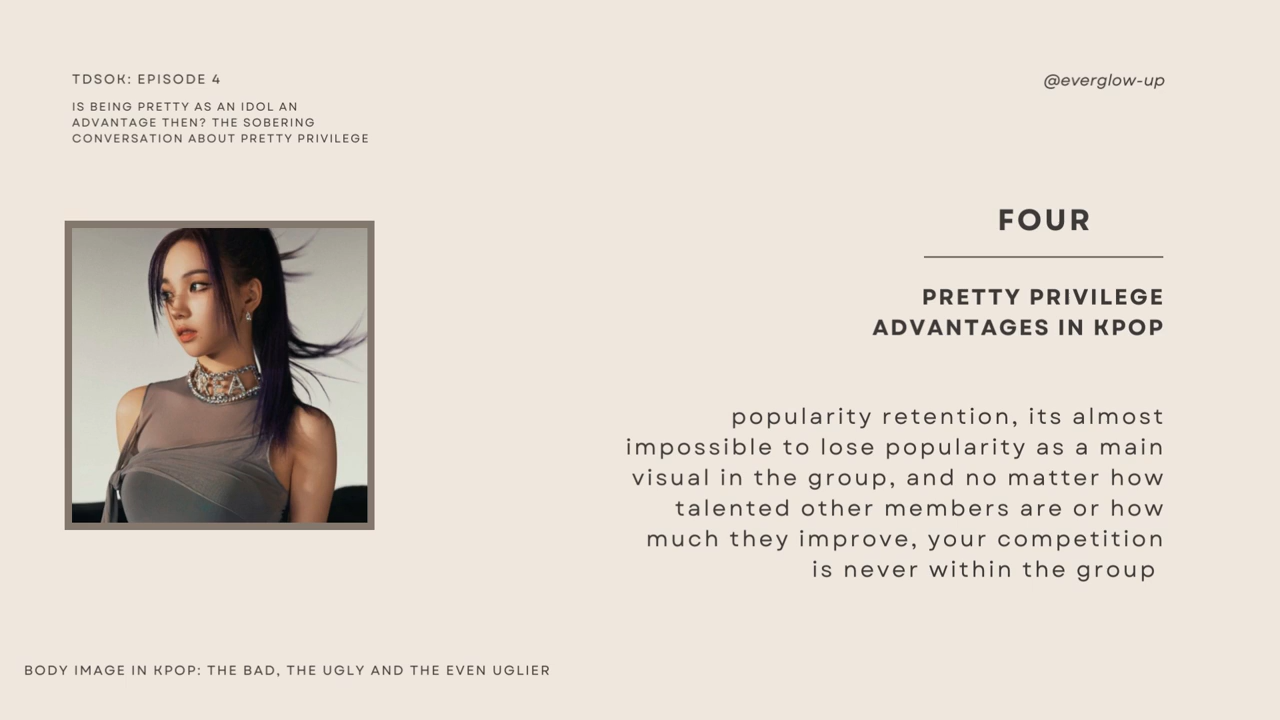 TDSOK: EPISODE 4
IS BEING PRETTY AS AN IDOL AN
ADVANTAGE THEN? THE SOBERING
CONVERSATION ABOUT PRETTY PRIVILEGE
@everglow-up
FOUR
PRETTY PRIVILEGE
ADVANTAGES IN KPOP
popularity retention, its almost
impossible to lose popularity as a main
visual in the group, and no matter how
talented other members are or how
much they improve, your competition
is never within the group
BODY IMAGE IN KPOP: THE BAD, THE UGLY AND THE EVEN UGLIER